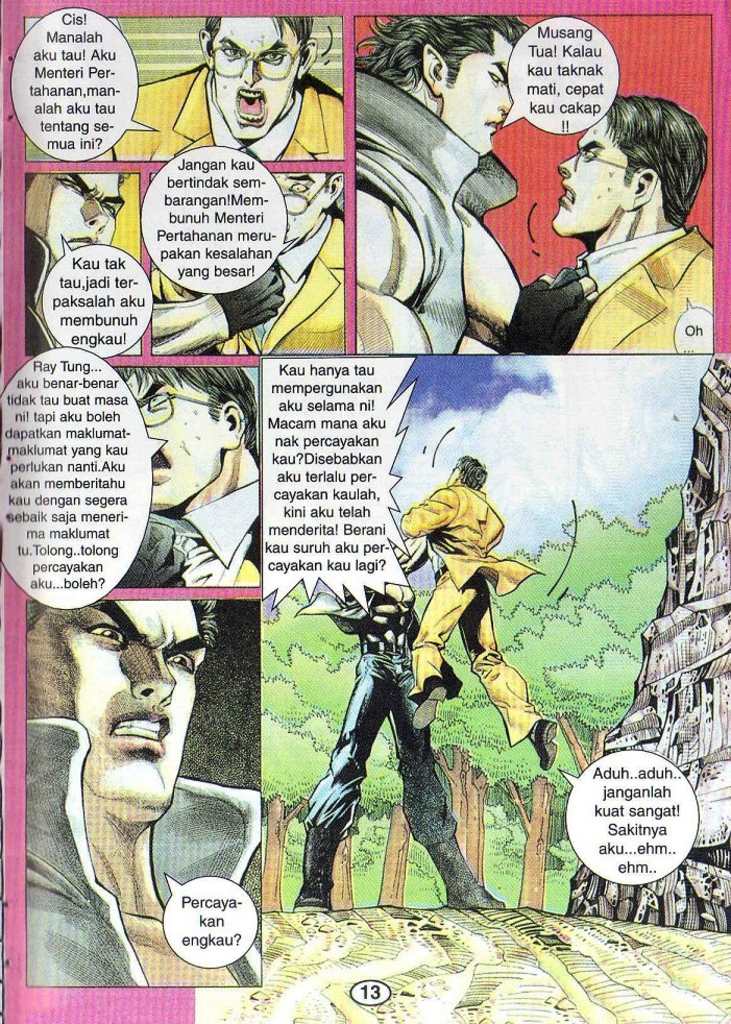 Cis!
Manalah
aku tau! Aku
Menteri Per-
tahanan,man-
alah aku tau
tentang se-
mua ini?
Musang
Tua! Kalau
kau taknak
mati, cepat
kau cakap
!!
Oh
Kau tak
tau,jadi ter-
paksalah aku
membunuh
engkau!
Jangan kau
bertindak sem-
barangan!Mem-
bunuh Menteri
Pertahanan meru-
pakan kesalahan
yang besar!
Ray Tung...
aku benar-benar
tidak tau buat masa
ni! tapi aku boleh
dapatkan maklumat-
maklumat yang kau
perlukan nanti.Aku
akan memberitahu
kau dengan segera
sebaik saja meneri-
ma maklumat
tu.Tolong..tolong
percayakan
aku...boleh?
Kau hanya tau
mempergunakan
aku selama ni!
Macam mana aku
nak percayakan
kau?Disebabkan
aku terlalu per-
cayakan kaulah,
kini aku telah
menderita! Berani
kau suruh aku per-
cayakan kau lagi?
Percaya-
kan
engkau?
Aduh..aduh..
janganlah
kuat sangat!
Sakitnya
aku...ehm..
ehm..
13